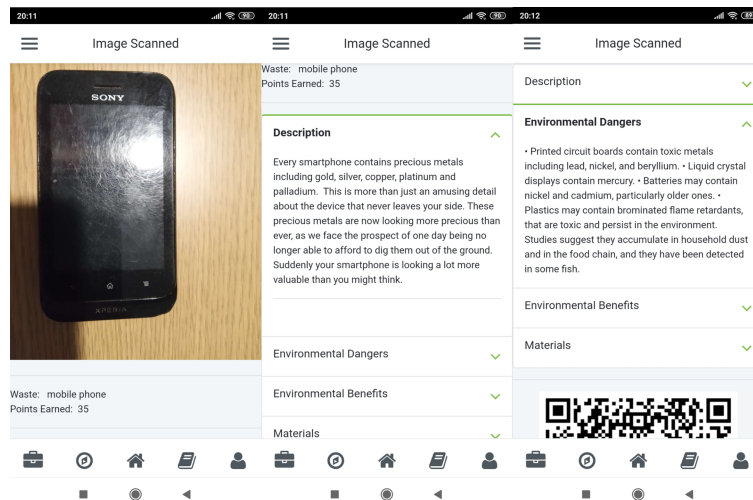 20:11
90
Image Scanned
SONY
XPERIA
Waste: mobile phone
Points Earned: 35
20:11
90
Image Scanned
Waste: mobile phone
Points Earned: 35
Description
Every smartphone contains precious metals
including gold, silver, copper, platinum and
palladium. This is more than just an amusing detail
about the device that never leaves your side. These
precious metals are now looking more precious than
ever, as we face the prospect of one day being no
longer able to afford to dig them out of the ground.
Suddenly your smartphone is looking a lot more
valuable than you might think.
Environmental Dangers
Environmental Benefits
Materials
20:12
89
Image Scanned
Description
Environmental Dangers
• Printed circuit boards contain toxic metals
including lead, nickel, and beryllium. • Liquid crystal
displays contain mercury. • Batteries may contain
nickel and cadmium, particularly older ones. •
Plastics may contain brominated flame retardants,
that are toxic and persist in the environment.
Studies suggest they accumulate in household dust
and in the food chain, and they have been detected
in some fish.
Environmental Benefits
Materials